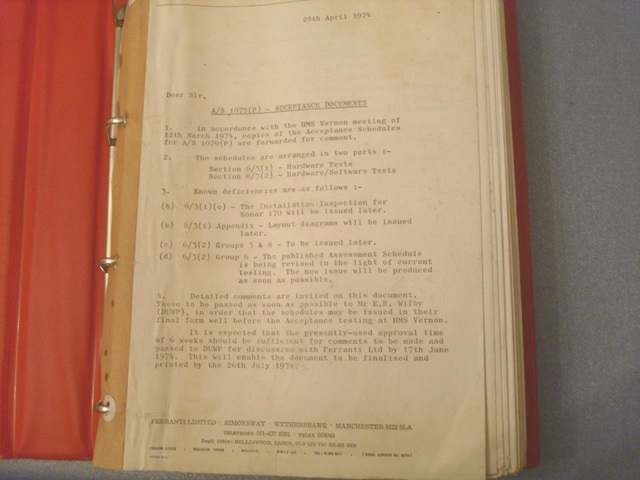 29th April 1974
Dear Sir,
A/S 1079(P) - ACCEPTANCE DOCUMENTS
1. In accordance with the HMS Vernon meeting of
12th March 1974, copies of the Acceptance Schedules
for A/S 1079(P) are forwarded for comment.
2. The schedules are arranged in two parts :-
Section 6/3(1) - Hardware Tests
Section 6/3(2) - Hardware/Software Tests
3. Known deficiencies are as follows :-
(a) 6/3(1)(o) - The Installation Inspection for
Sonar 170 will be issued later.
(b) 6/3(1) Appendix - Layout diagrams will be issued
later.
(c) 6/3(2) Groups 5 & 8 - To be issued later.
(d) 6/3(2) Group 6 - The published Assessment Schedule
is being revised in the light of current
testing. The new issue will be produced
as soon as possible.
4. Detailed comments are invited on this document.
These to be passed as soon as possible to Mr E.R. Wilby
(DUWP), in order that the schedules may be issued in their
final form well before the Acceptance testing at HMS Vernon.
It is expected that the presently-used approval time
of 6 weeks should be sufficient for comments to be made and
passed to DUWP for discussion with Ferranti Ltd by 17th June
1974. This will enable the document to be finalised and
printed by the 26th July 1974.
FERRANTI LIMITED · SIMONSWAY · WYTHENSHAWE · MANCHESTER M22 5LA
TELEPHONE 061-437 5291 · TELEX
Regd. Office: HOLLINWOOD, LANCS.